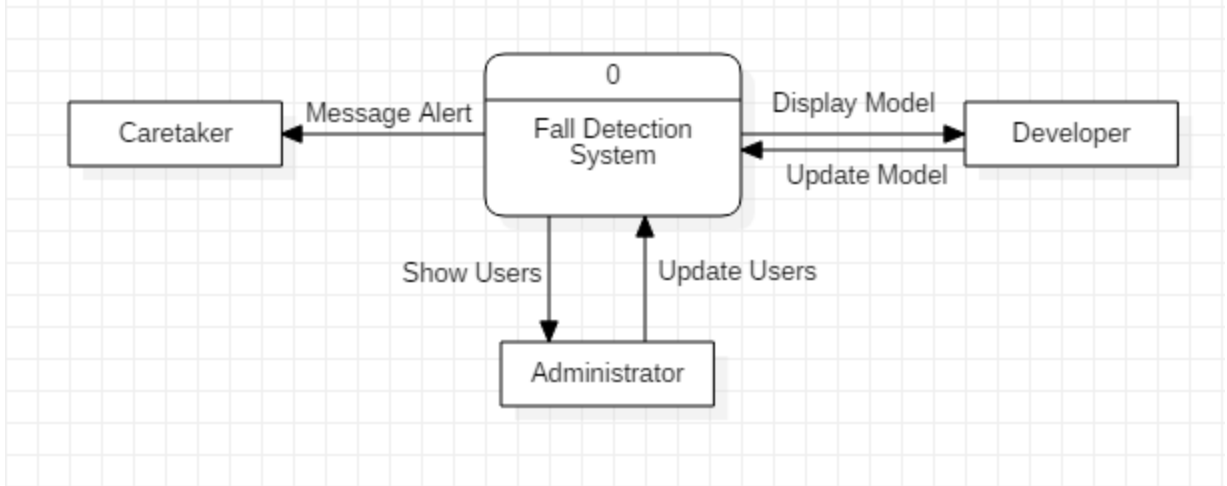 0
Message Alert
Display Model
Caretaker
Fall Detection
System
Developer
Update Model
Show Users
Update Users
Administrator